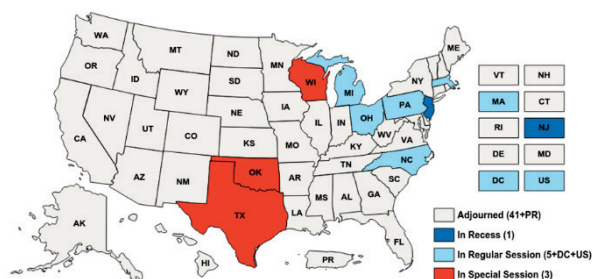 WA
MT
ND
MN
ME
OR
ID
SD
WI
MI
NY
WY
NE
IA
PA
NV
UT
CO
KS
MO
IL
IN
OH
WV
VA
KY
CA
AZ
NM
OK
AR
TN
NC
SC
TX
LA
MS
AL
GA
FL
AK
HI
PR
VT
NH
MA
CT
RI
NJ
DE
MD
DC
US
Adjourned (41+PR)
In Recess (1)
In Regular Session (5+DC+US)
In Special Session (3)